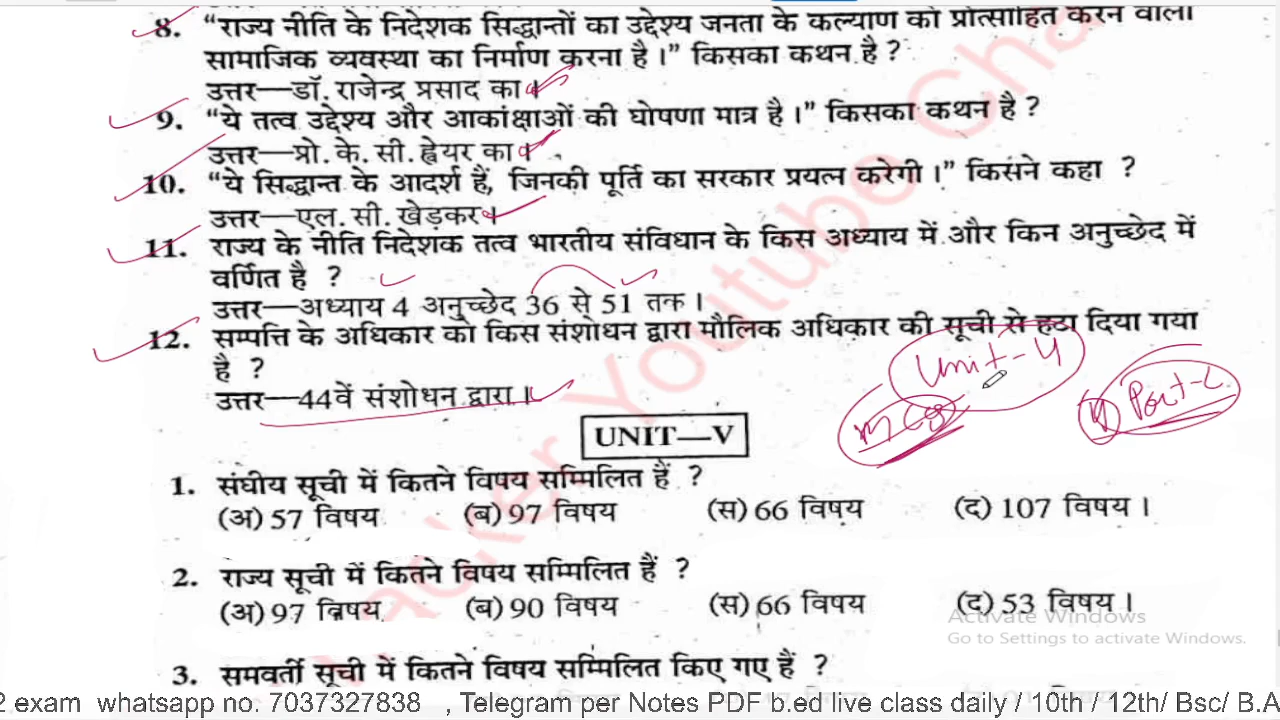 8. “राज्य नीति के निदेशक सिद्धान्तों का उद्देश्य जनता के कल्याण को प्रोत्साहित करने वाली
सामाजिक व्यवस्था का निर्माण करना है।” किसका कथन है ?
उत्तर—डॉ. राजेन्द्र प्रसाद का।
9. “ये तत्व उद्देश्य और आकांक्षाओं की घोषणा मात्र है।” किसका कथन है ?
उत्तर—प्रो. के. सी. ह्वेयर का।
10. “ये सिद्धान्त के आदर्श हैं, जिनकी पूर्ति का सरकार प्रयत्न करेगी।” किसने कहा ?
उत्तर—एल. सी. खेड़कर।
11. राज्य के नीति निदेशक तत्व भारतीय संविधान के किस अध्याय में और किन अनुच्छेद में
वर्णित है ?
उत्तर—अध्याय 4 अनुच्छेद 36 से 51 तक।
12. सम्पत्ति के अधिकार को किस संशोधन द्वारा मौलिक अधिकार की सूची से हठा दिया गया
है ?
उत्तर—44वें संशोधन द्वारा।
Unit-4
UNIT—V
1. संघीय सूची में कितने विषय सम्मिलित हैं ?
(अ) 57 विषय (ब) 97 विषय (स) 66 विषय (द) 107 विषय।
2. राज्य सूची में कितने विषय सम्मिलित हैं ?
(अ) 97 विषय (ब) 90 विषय (स) 66 विषय (द) 53 विषय।
Activate Windows
Go to Settings to activate Windows.
3. समवर्ती सूची में कितने विषय सम्मिलित किए गए हैं ?
2 exam whatsapp no: 7037327838 , Telegram per Notes PDF b.ed live class daily / 10th / 12th/ Bsc/ B.A
Youtube